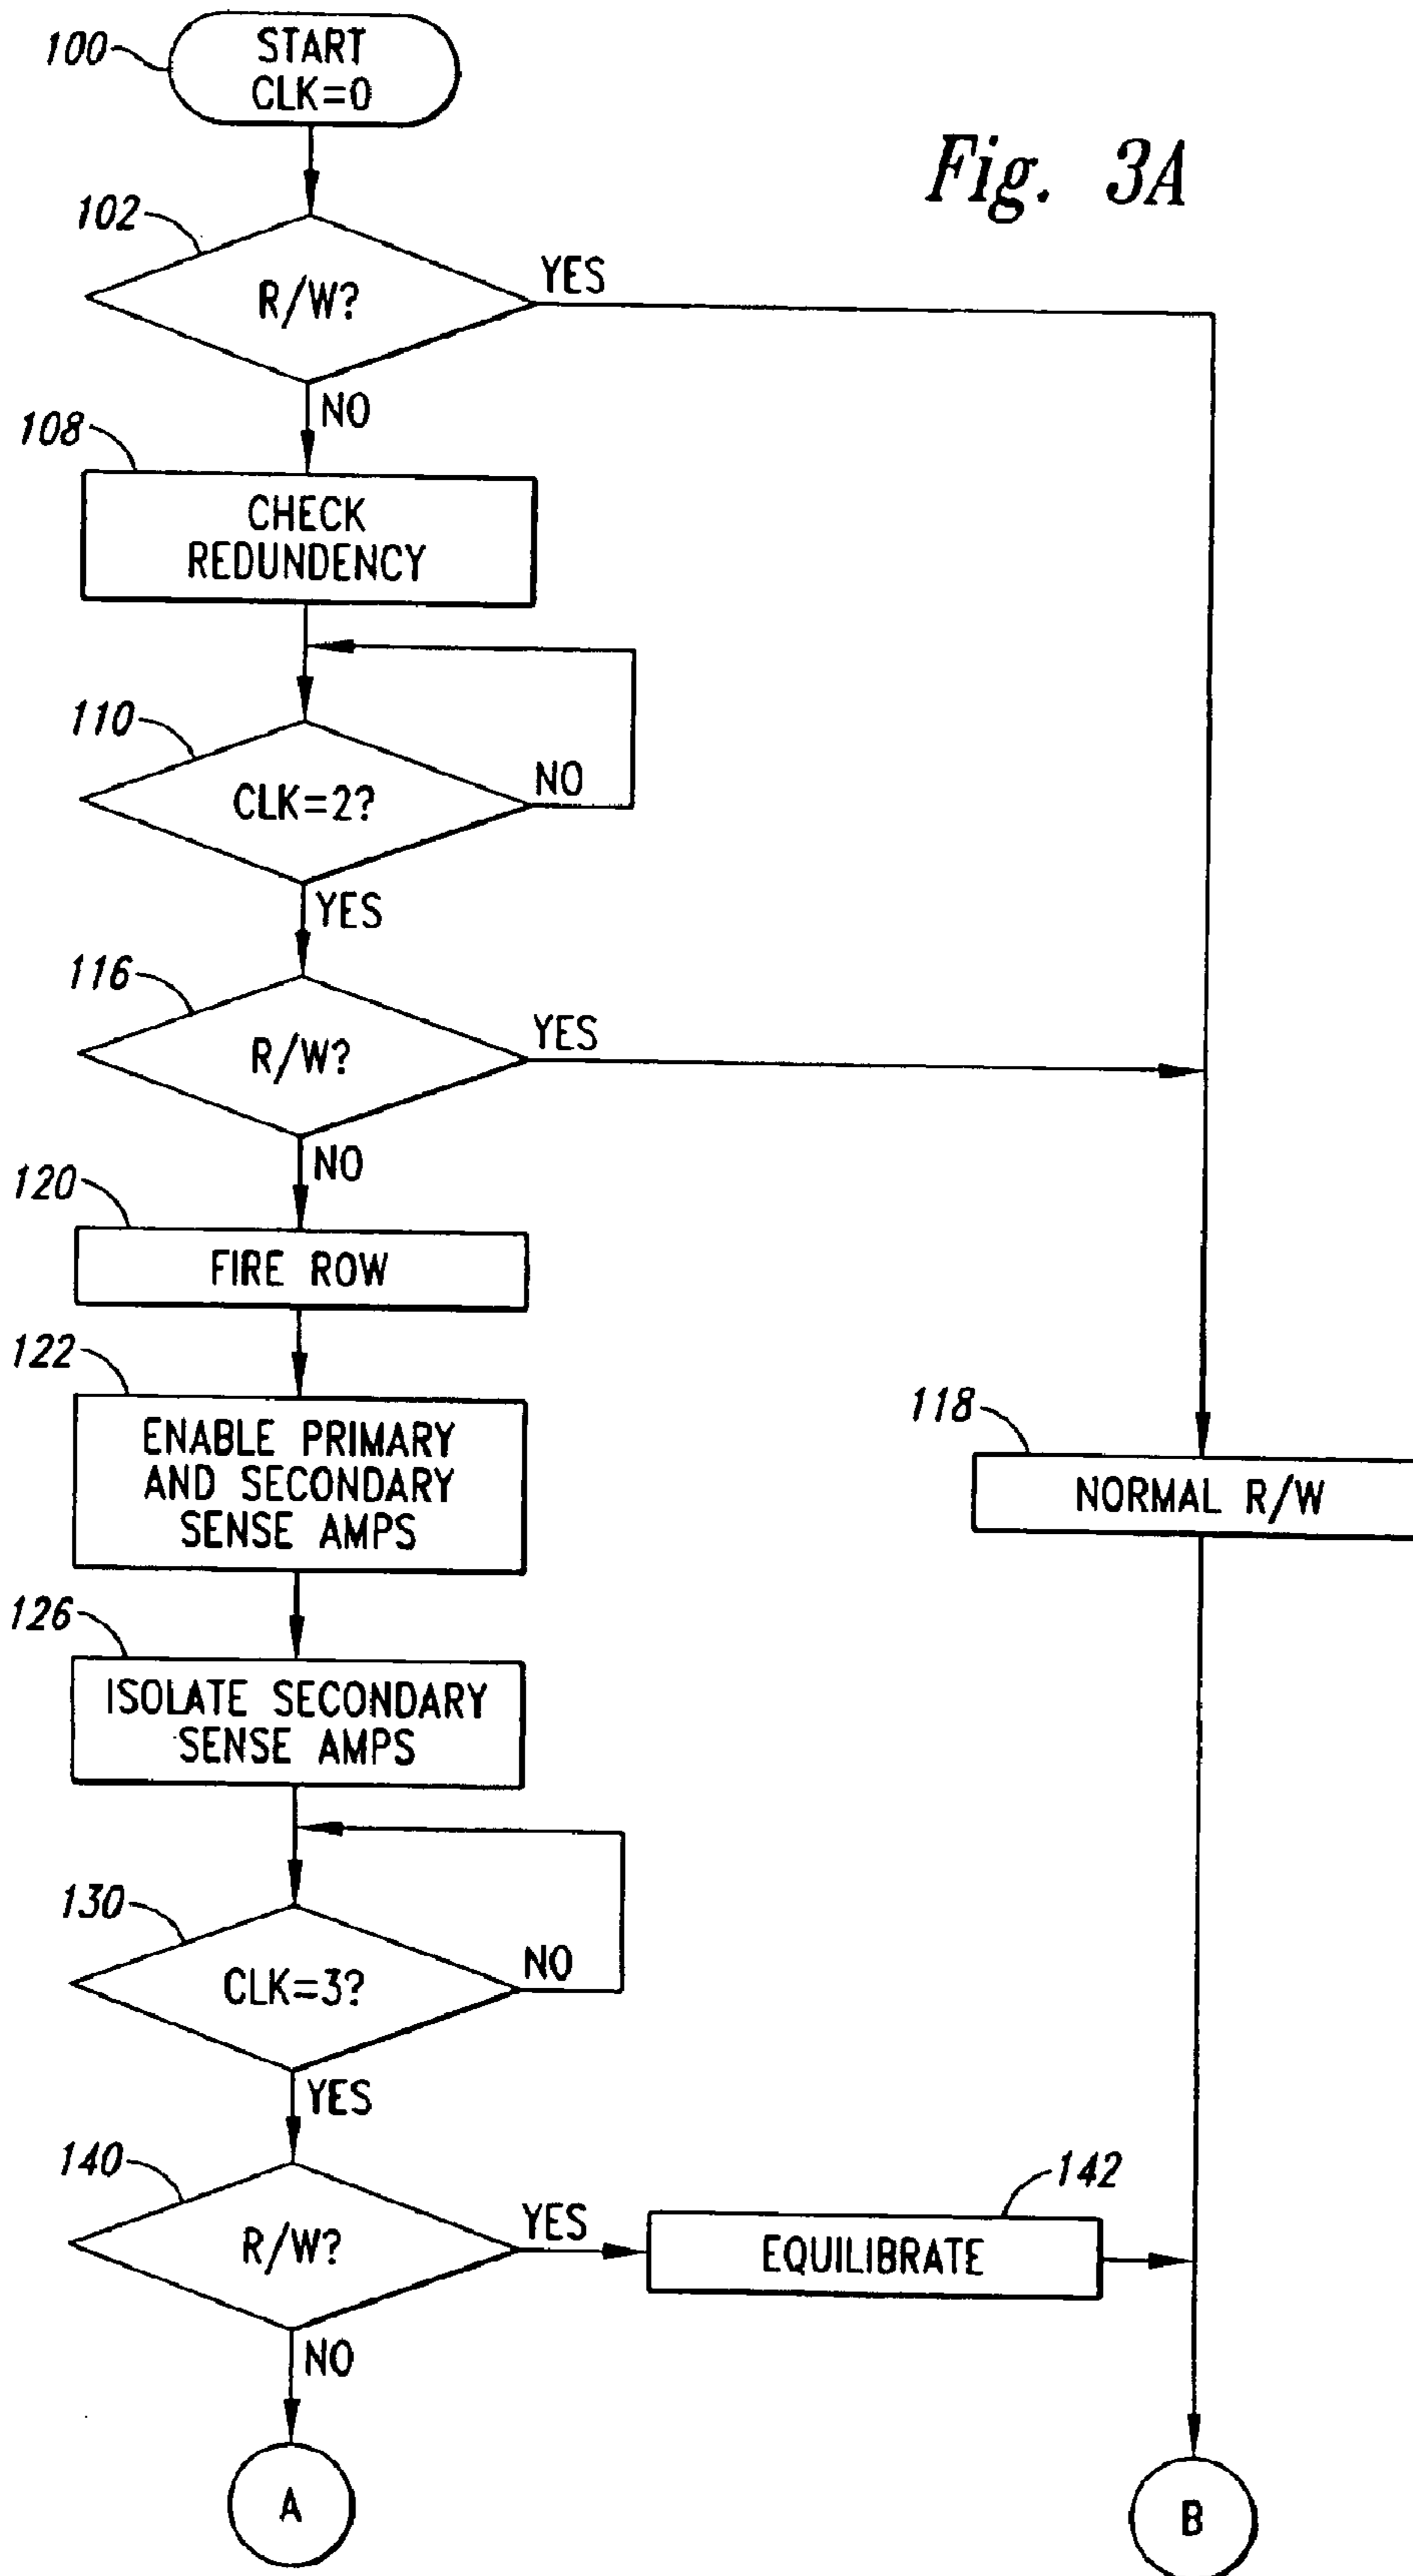 100
START
CLK=0
Fig. 3A
102
R/W?
YES
NO
108
CHECK
REDUNDENCY
110
CLK=2?
NO
YES
116
R/W?
YES
NO
120
FIRE ROW
122
ENABLE PRIMARY
AND SECONDARY
SENSE AMPS
118
NORMAL R/W
126
ISOLATE SECONDARY
SENSE AMPS
130
CLK=3?
NO
YES
140
R/W?
YES
142
EQUILIBRATE
NO
A
B